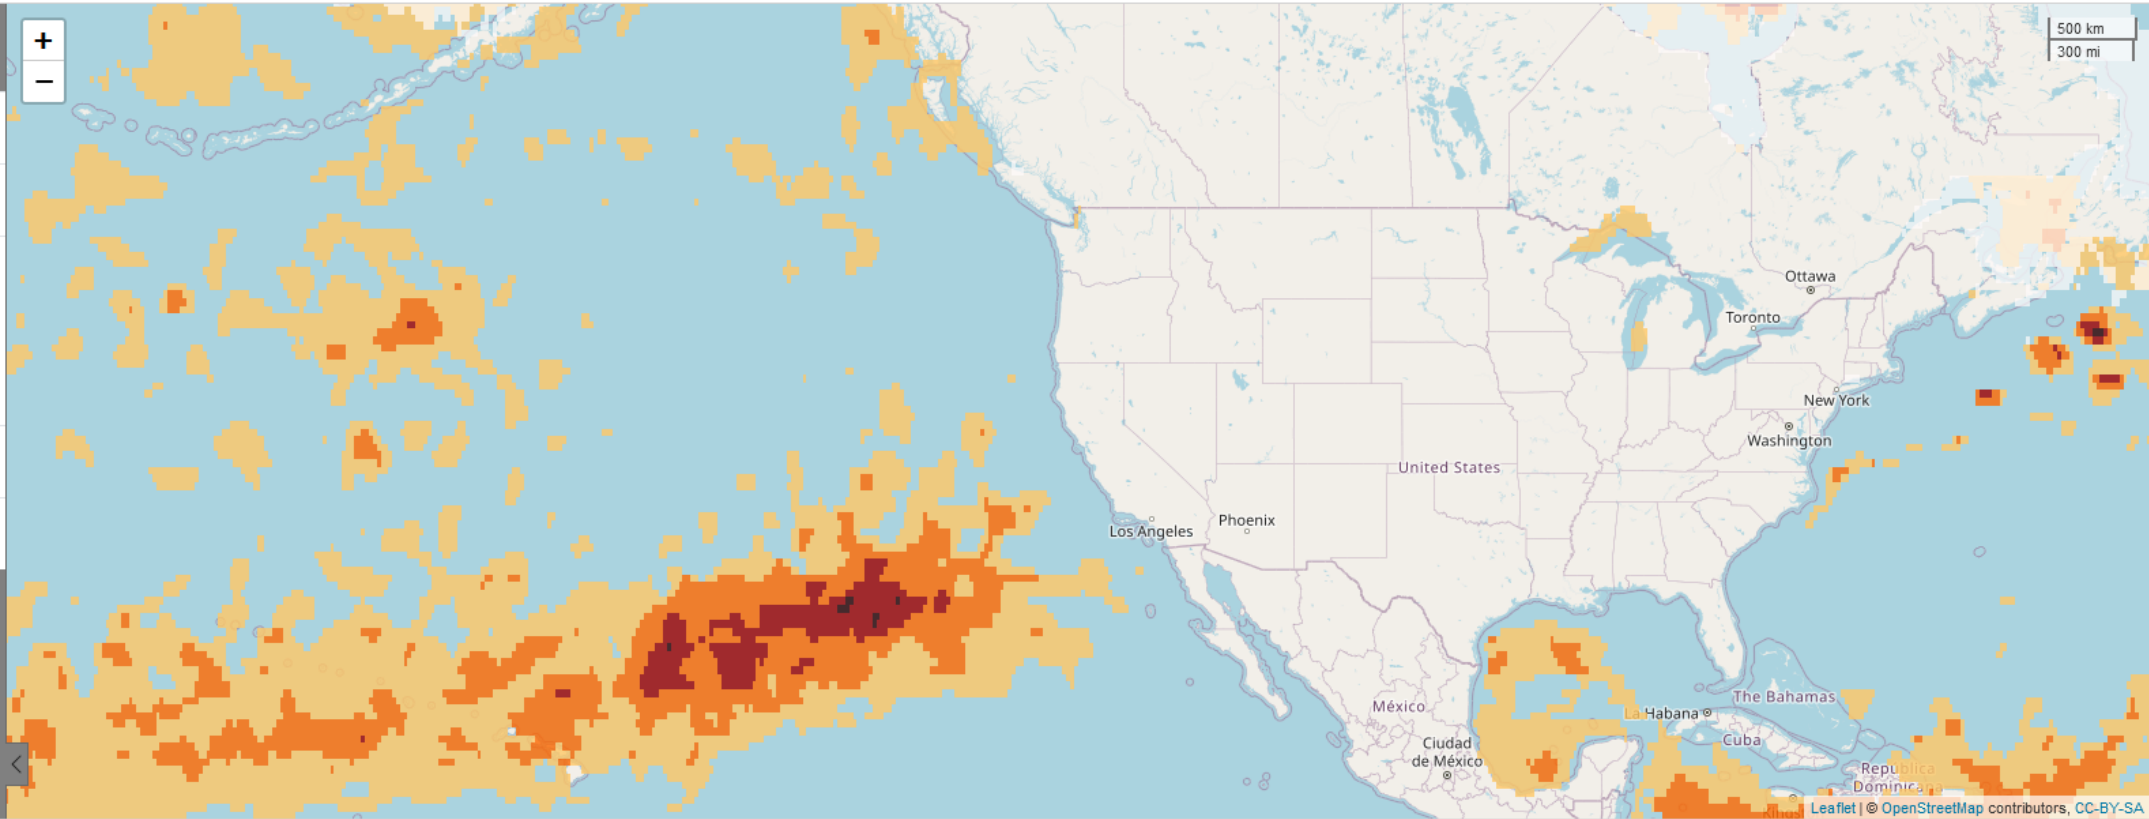 +
−
500 km
300 mi
Ottawa
Toronto
New York
Washington
United States
Los Angeles
Phoenix
The Bahamas
México
La Habana
Cuba
Ciudad
de México
República
Dominicana
Leaflet | © OpenStreetMap contributors, CC-BY-SA